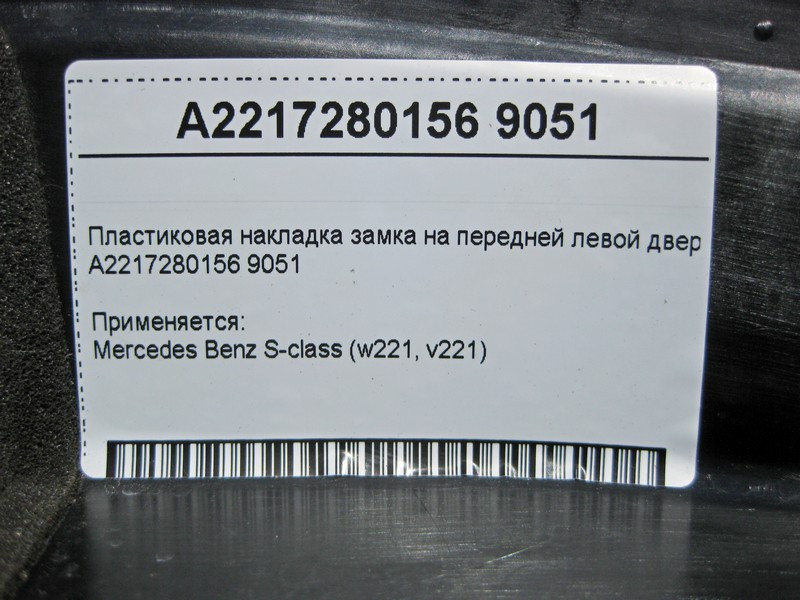 A2217280156 9051
Пластиковая накладка замка на передней левой двер
A2217280156 9051
Применяется:
Mercedes Benz S-class (w221, v221)